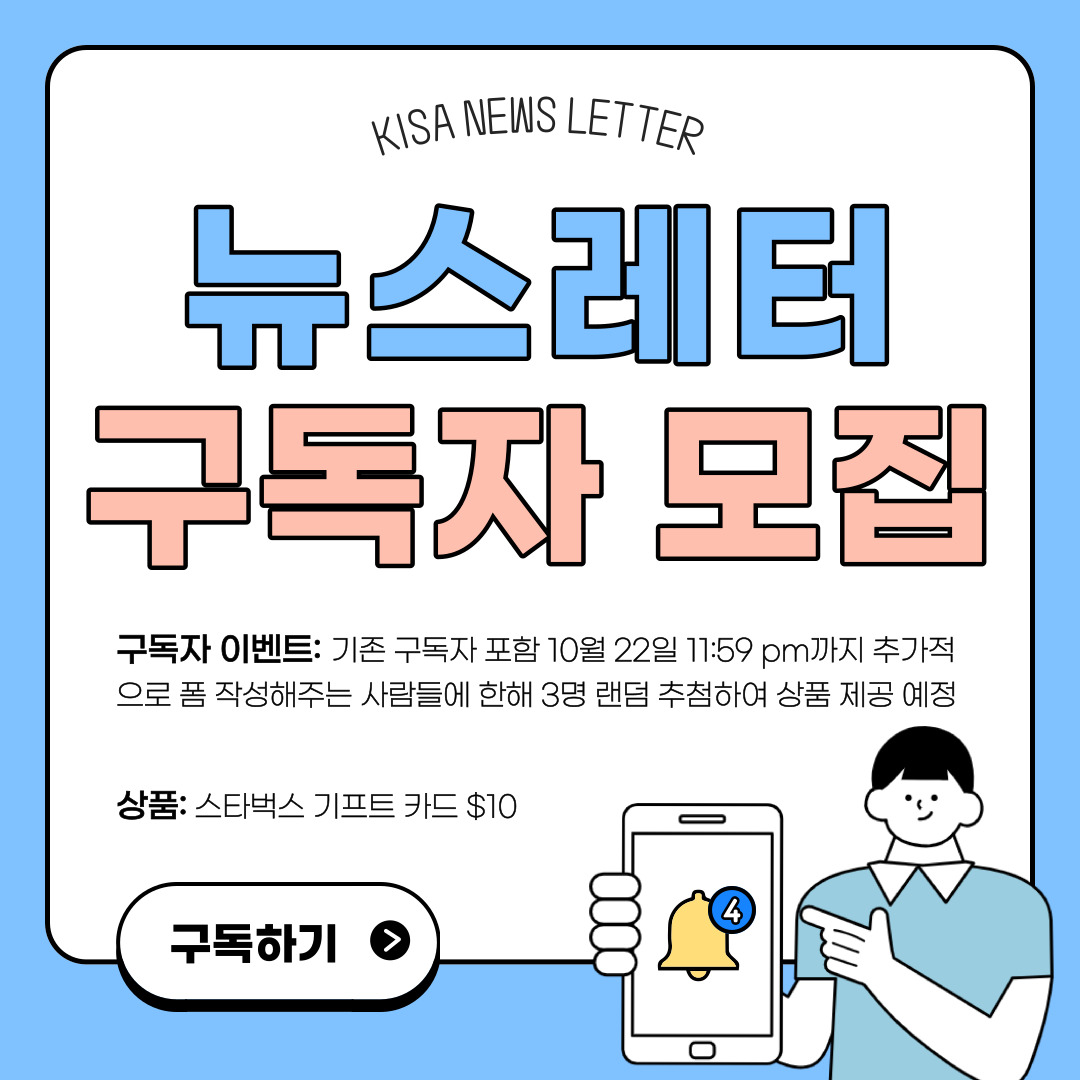 KISA NEWS LETTER
뉴스레터
구독자 모집
구독자 이벤트: 기존 구독자 포함 10월 22일 11:59 pm까지 추가적
으로 폼 작성해주는 사람들에 한해 3명 랜덤 추첨하여 상품 제공 예정
상품: 스타벅스 기프트 카드 $10
4
구독하기